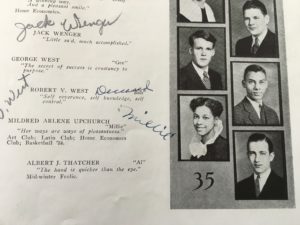 and a pleasant smile."
Home Economics.
Jack Wenger
JACK WENGER
"Little said, much accomplished."
GEORGE WEST "Geo"
"The secret of success is constancy to
purpose."
West
ROBERT V. WEST
"Self reverence, self knowledge, self
control."
Millie
MILDRED ARLENE UPCHURCH
"Millie"
"Her ways are ways of pleasantness."
Art Club; Latin Club; Home Economics
Club; Basketball '34.
ALBERT J. THATCHER "Al"
"The hand is quicker than the eye."
Mid-winter Frolic.
35